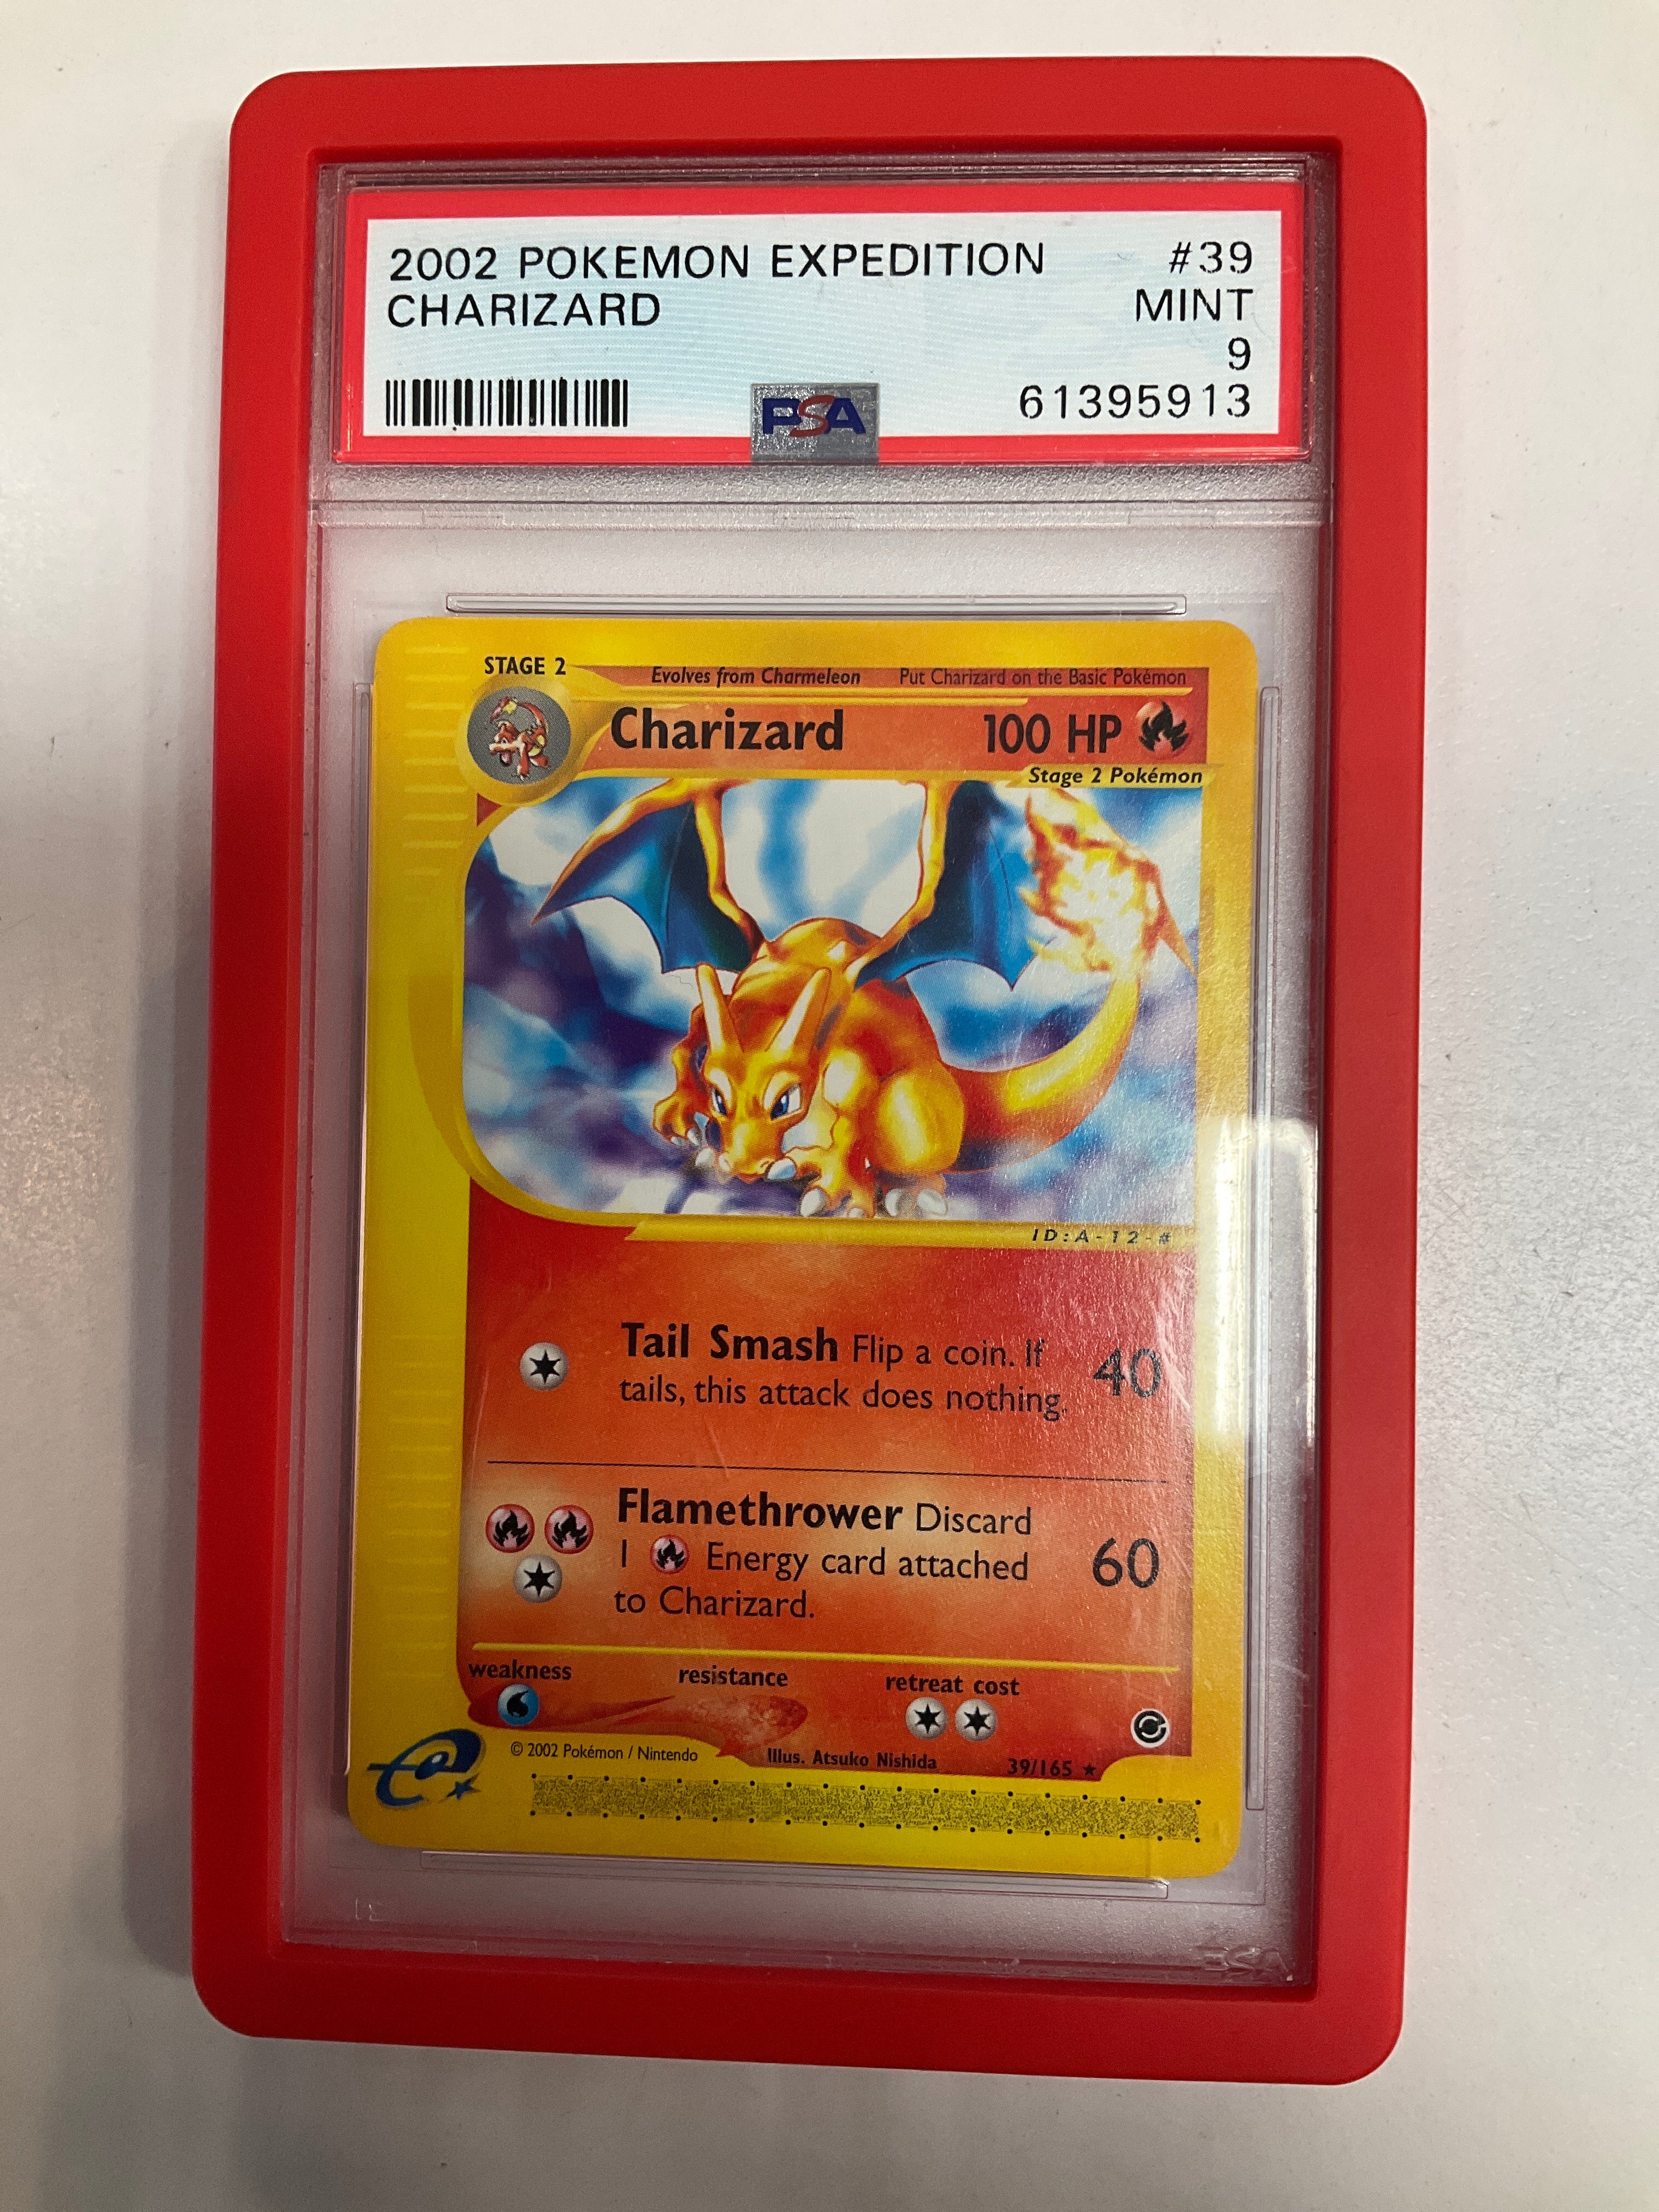 2002 POKEMON EXPEDITION #39
CHARIZARD MINT
9
PSA 61395913
STAGE 2
Evolves from Charmeleon Put Charizard on the Basic Pokémon
Charizard 100 HP
Stage 2 Pokémon
ID:A-12-#
Tail Smash Flip a coin. If
tails, this attack does nothing. 40
Flamethrower Discard
1 Energy card attached
to Charizard. 60
weakness resistance retreat cost
© 2002 Pokémon / Nintendo Illus. Atsuko Nishida 39/165 ★
e
PSA